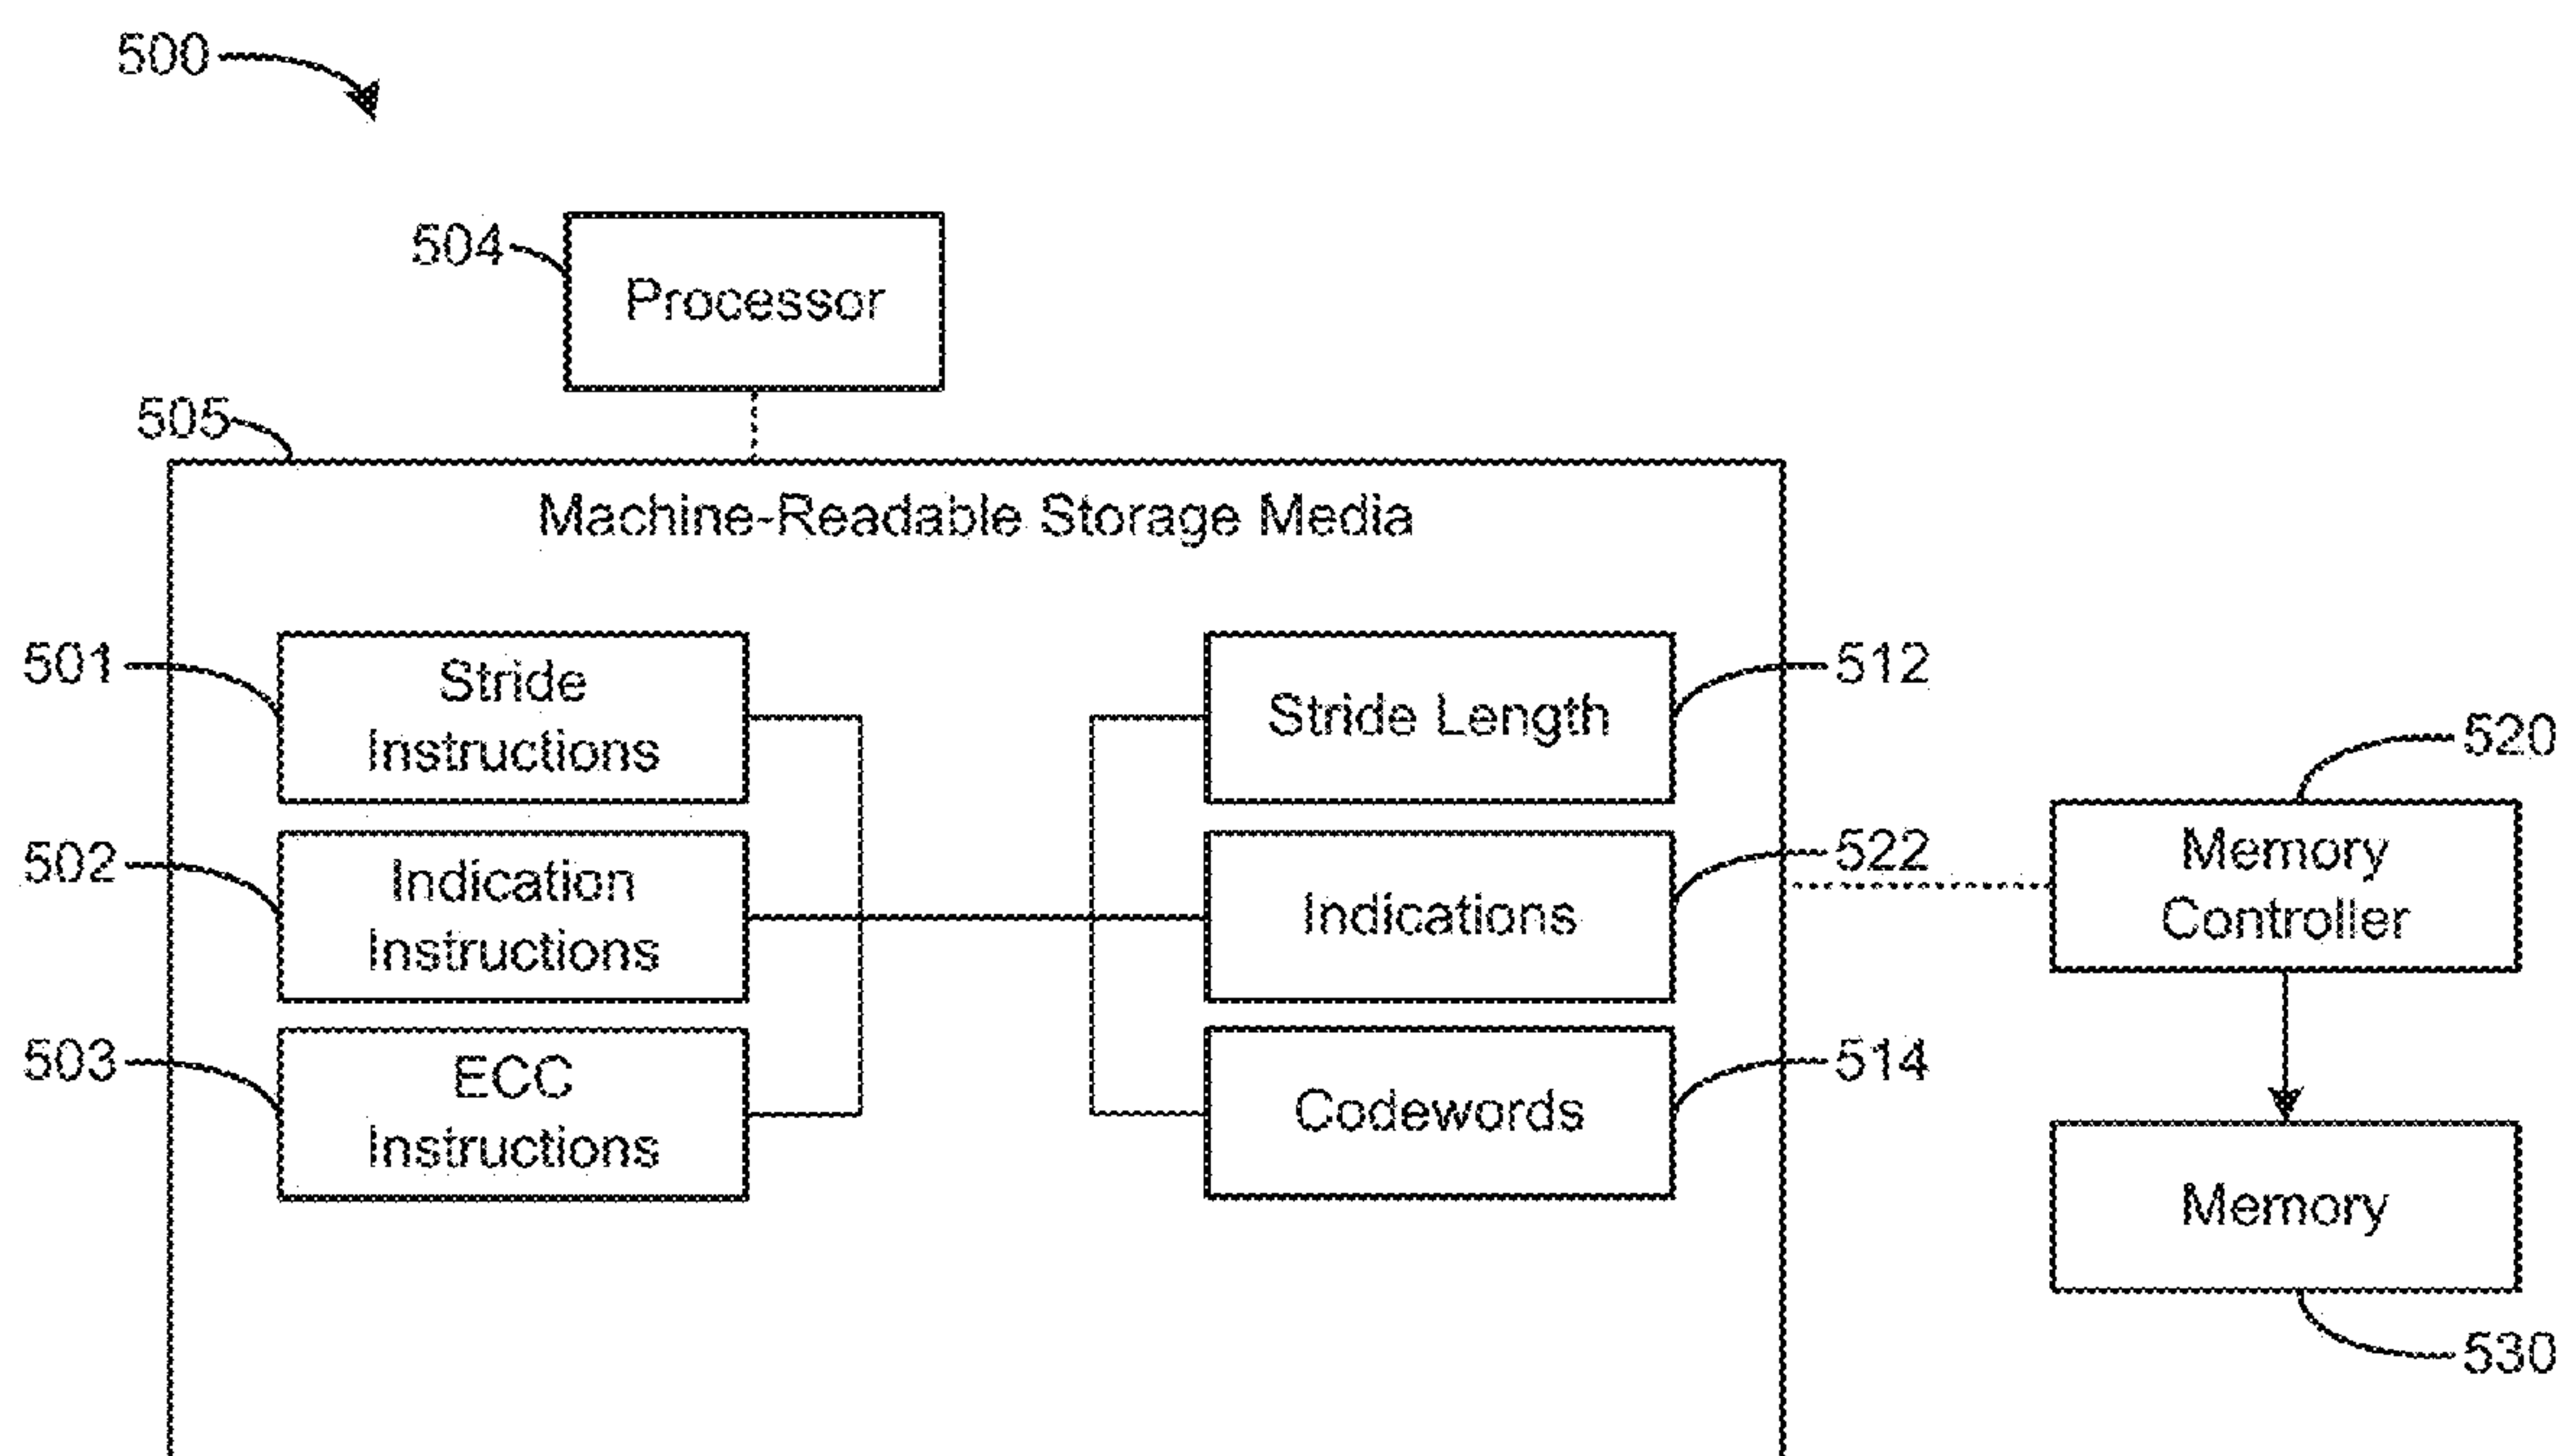 500
504
Processor
505
Machine-Readable Storage Media
501
Stride
Instructions
Stride Length
512
520
502
Indication
Instructions
Indications
522
Memory
Controller
503
ECC
Instructions
Codewords
514
Memory
530